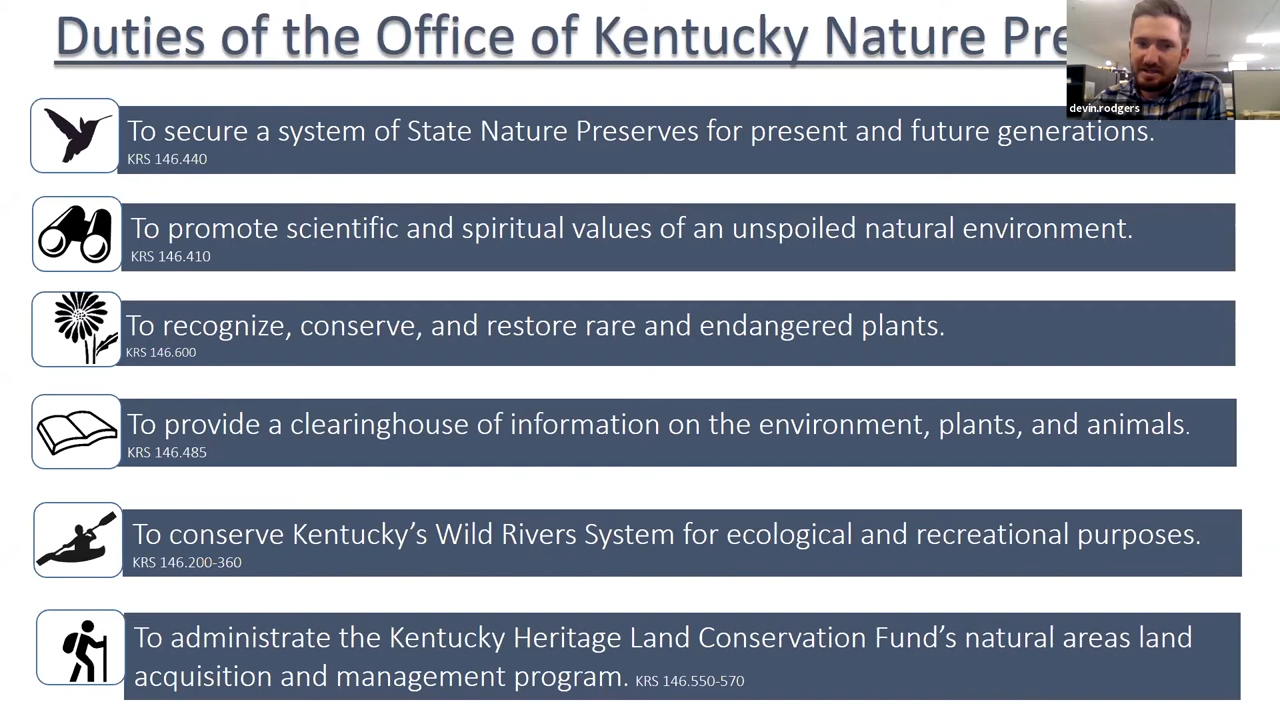 Duties of the Office of Kentucky Nature Pre
devin.rodgers
To secure a system of State Nature Preserves for present and future generations.
KRS 146.440
To promote scientific and spiritual values of an unspoiled natural environment.
KRS 146.410
To recognize, conserve, and restore rare and endangered plants.
KRS 146.600
To provide a clearinghouse of information on the environment, plants, and animals.
KRS 146.485
To conserve Kentucky’s Wild Rivers System for ecological and recreational purposes.
KRS 146.200-360
To administrate the Kentucky Heritage Land Conservation Fund’s natural areas land
acquisition and management program. KRS 146.550-570